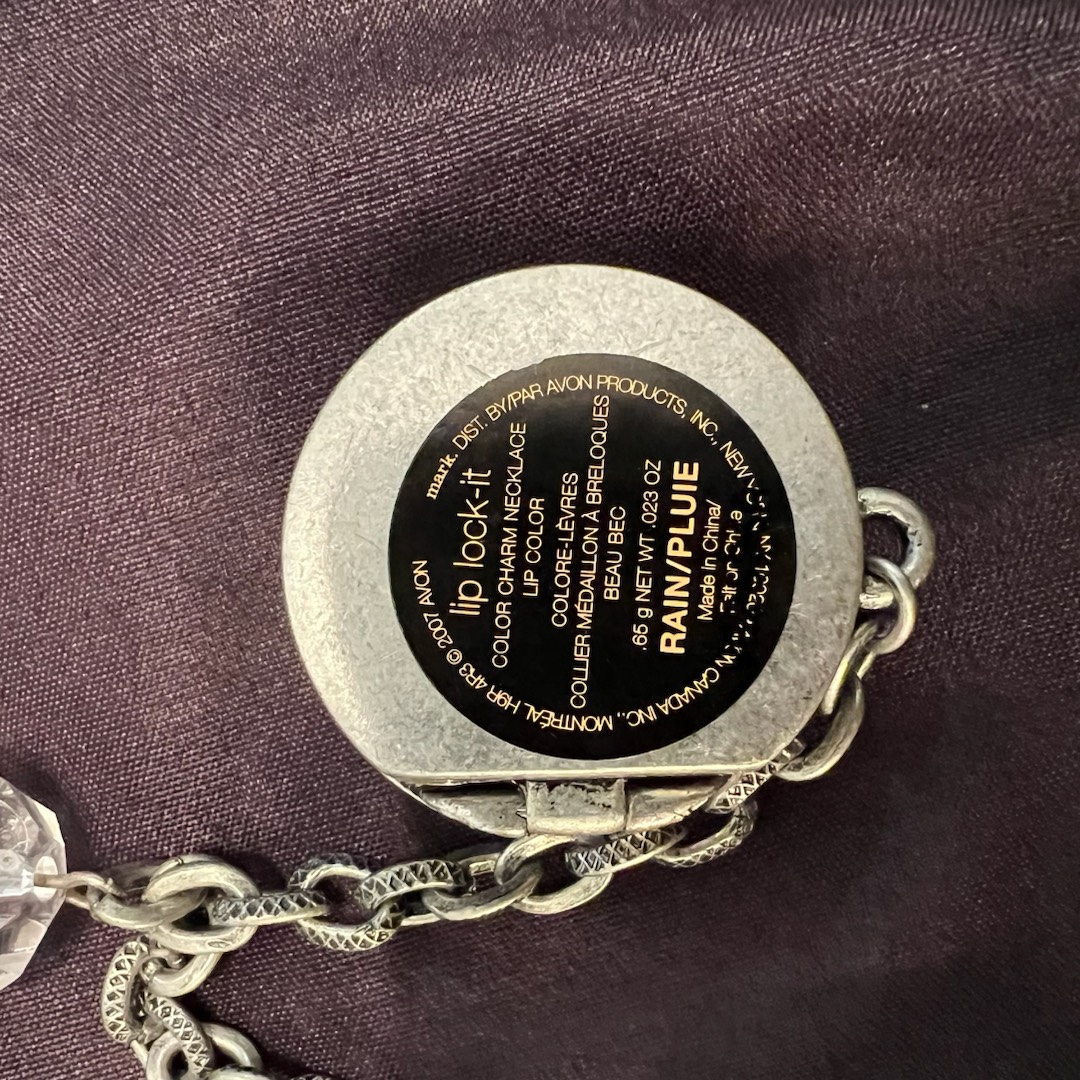 mark. DIST. BY/PAR AVON PRODUCTS, INC., NEW
CANADA INC., MONTRÉAL H9R 4R3 © 2007 AVON
lip lock-it
COLOR CHARM NECKLACE
LIP COLOR
COLORE-LÈVRES
COLLIER MÉDAILLON À BRELOQUES
BEAU BEC
.65 g NET WT .023 OZ
RAIN/PLUIE
Made in China/